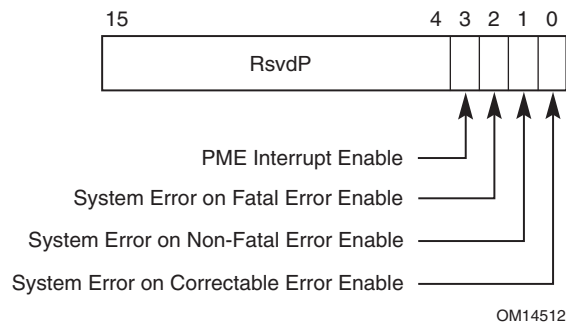 15 4 3 2 1 0
RsvdP
PME Interrupt Enable
System Error on Fatal Error Enable
System Error on Non-Fatal Error Enable
System Error on Correctable Error Enable
OM14512